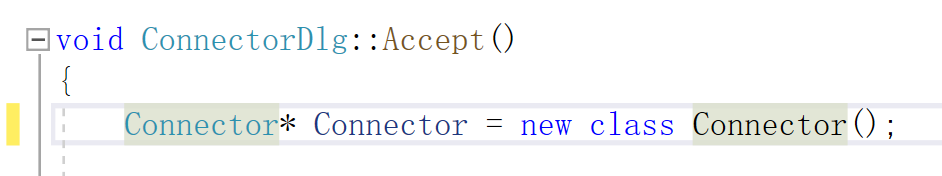 void ConnectorDlg::Accept()
{
Connector* Connector = new class Connector();